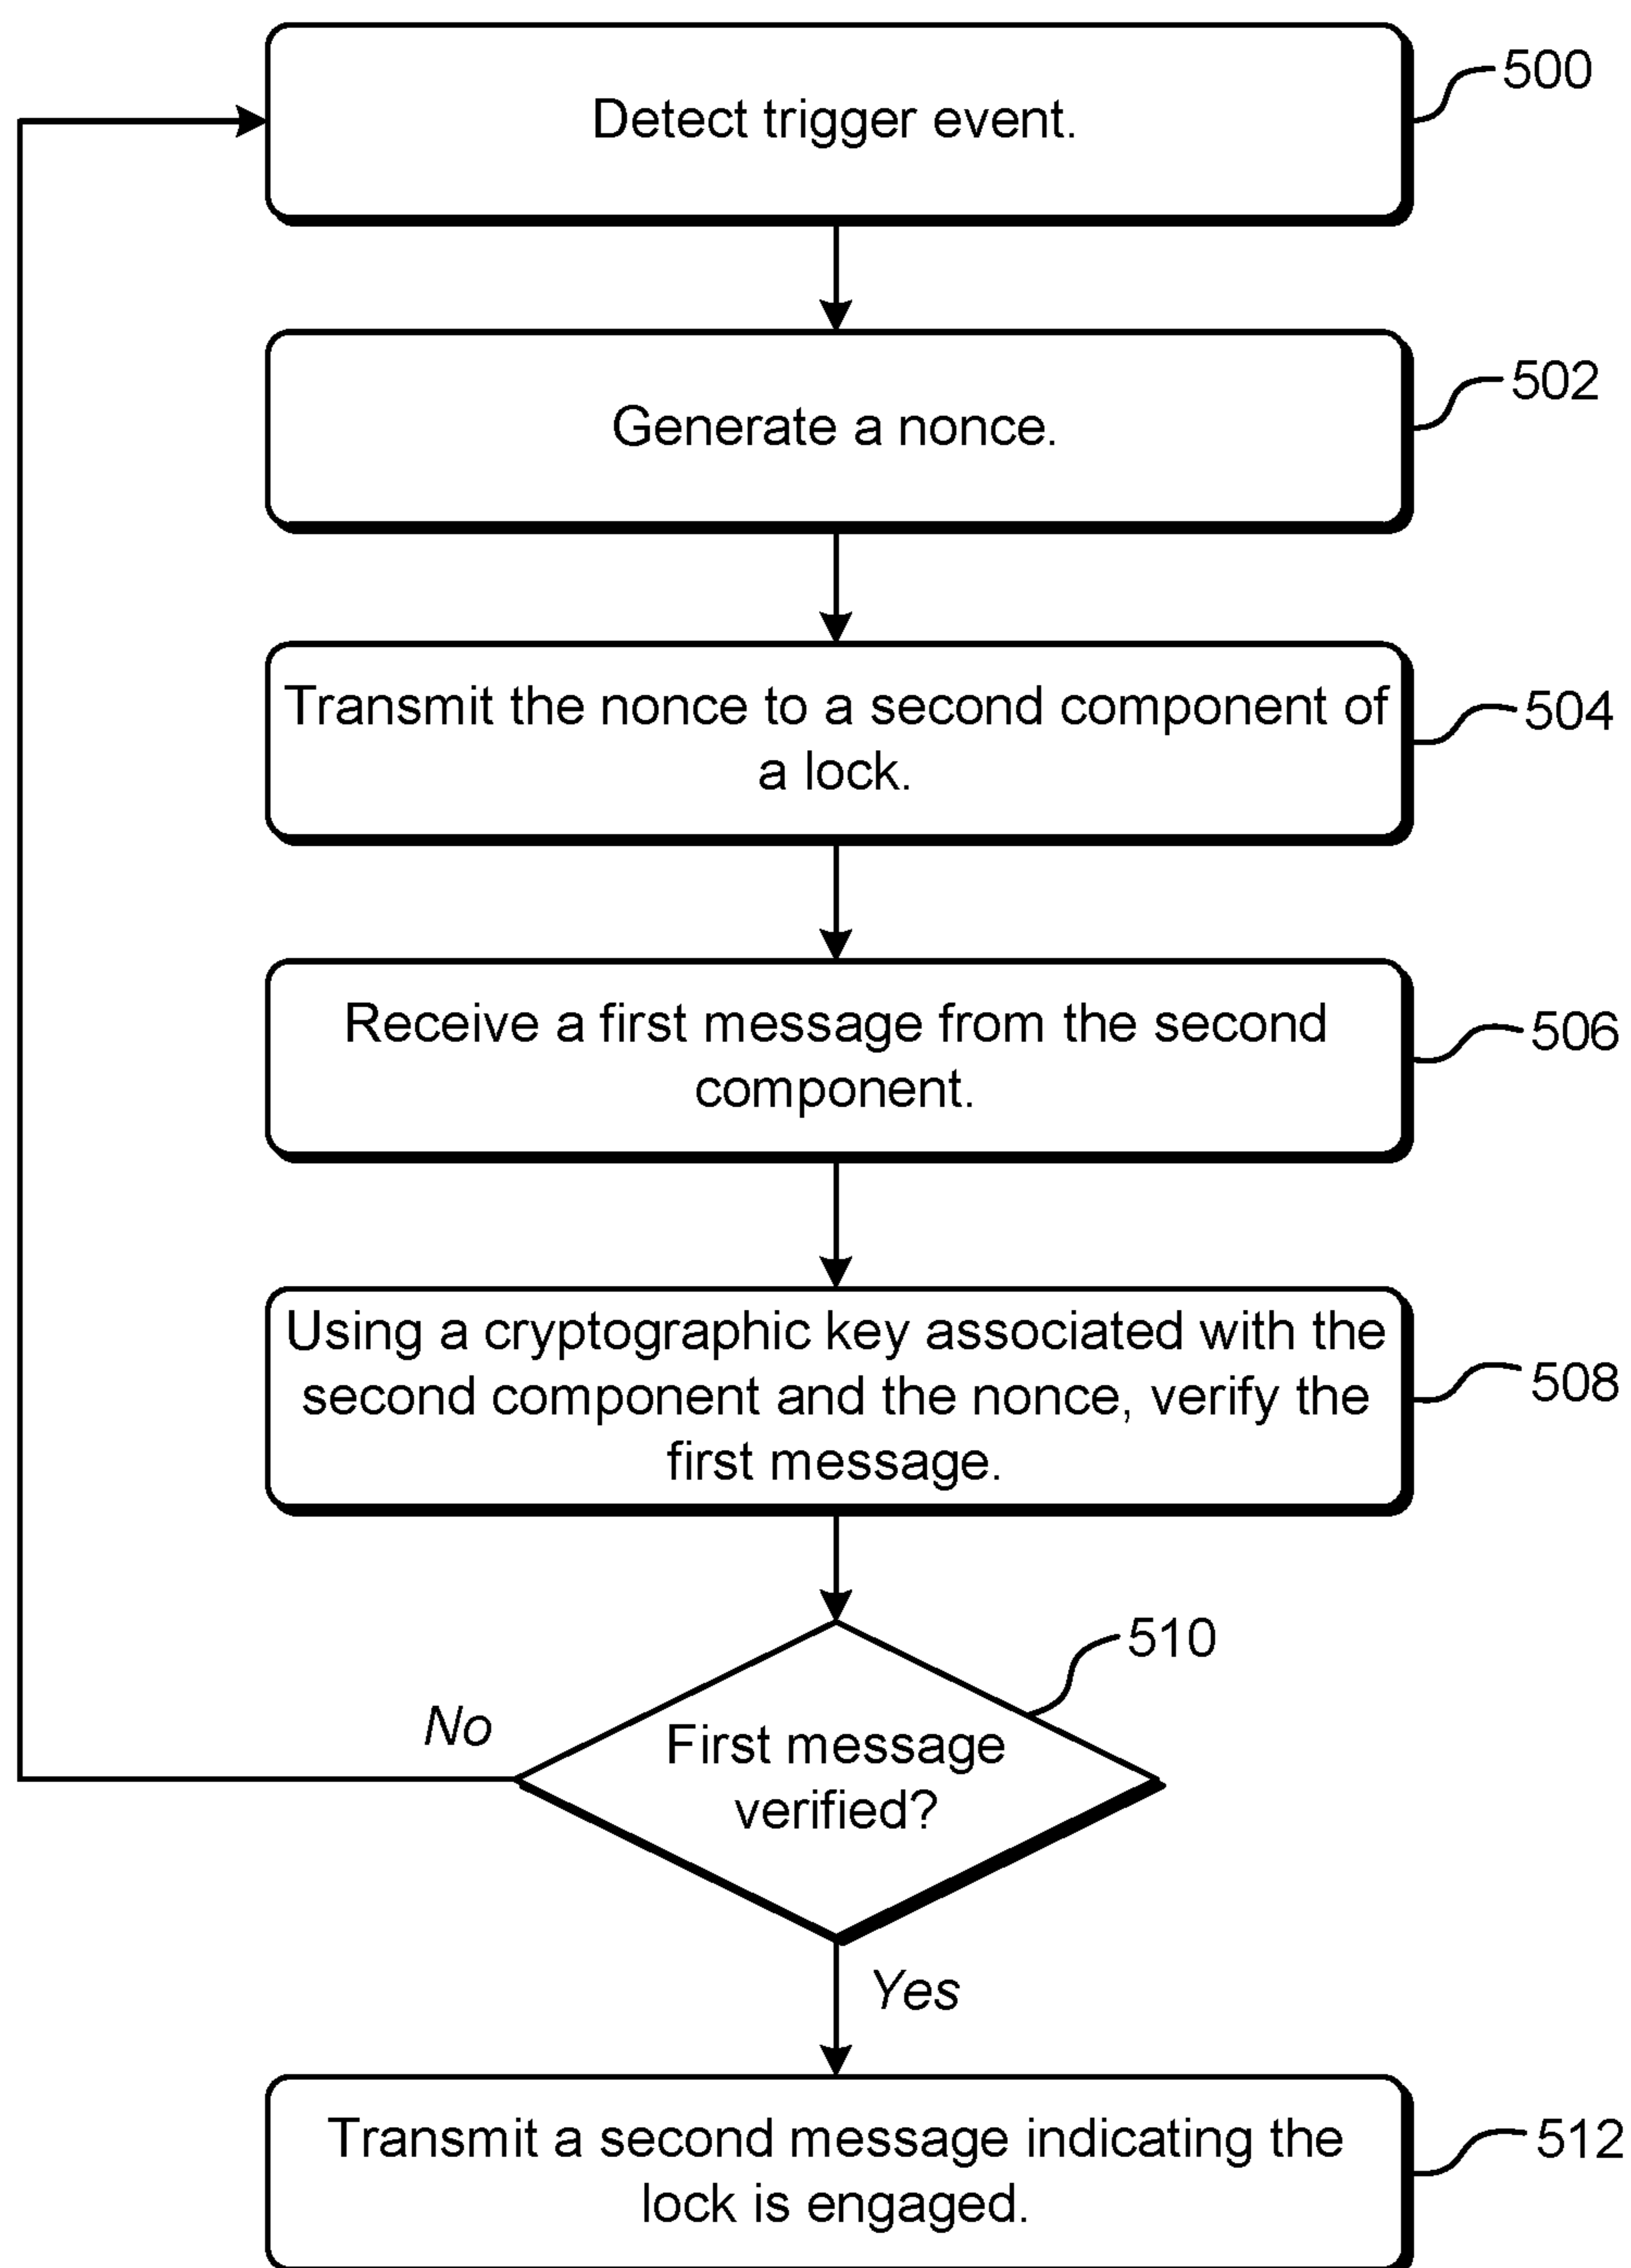 Detect trigger event.
500
Generate a nonce.
502
Transmit the nonce to a second component of
a lock.
504
Receive a first message from the second
component.
506
Using a cryptographic key associated with the
second component and the nonce, verify the
first message.
508
510
First message
verified?
No
Yes
Transmit a second message indicating the
lock is engaged.
512